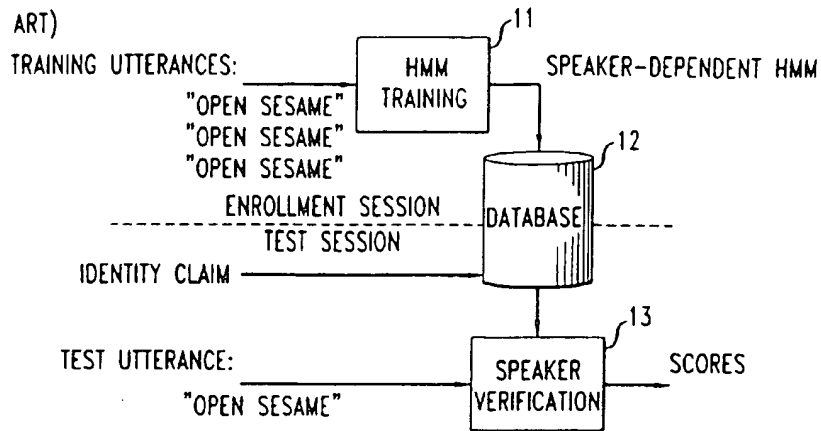 ART)
11
TRAINING UTTERANCES:
HMM
TRAINING
SPEAKER-DEPENDENT HMM
"OPEN SESAME"
"OPEN SESAME"
"OPEN SESAME"
12
DATABASE
ENROLLMENT SESSION
TEST SESSION
IDENTITY CLAIM
13
TEST UTTERANCE:
"OPEN SESAME"
SPEAKER
VERIFICATION
SCORES